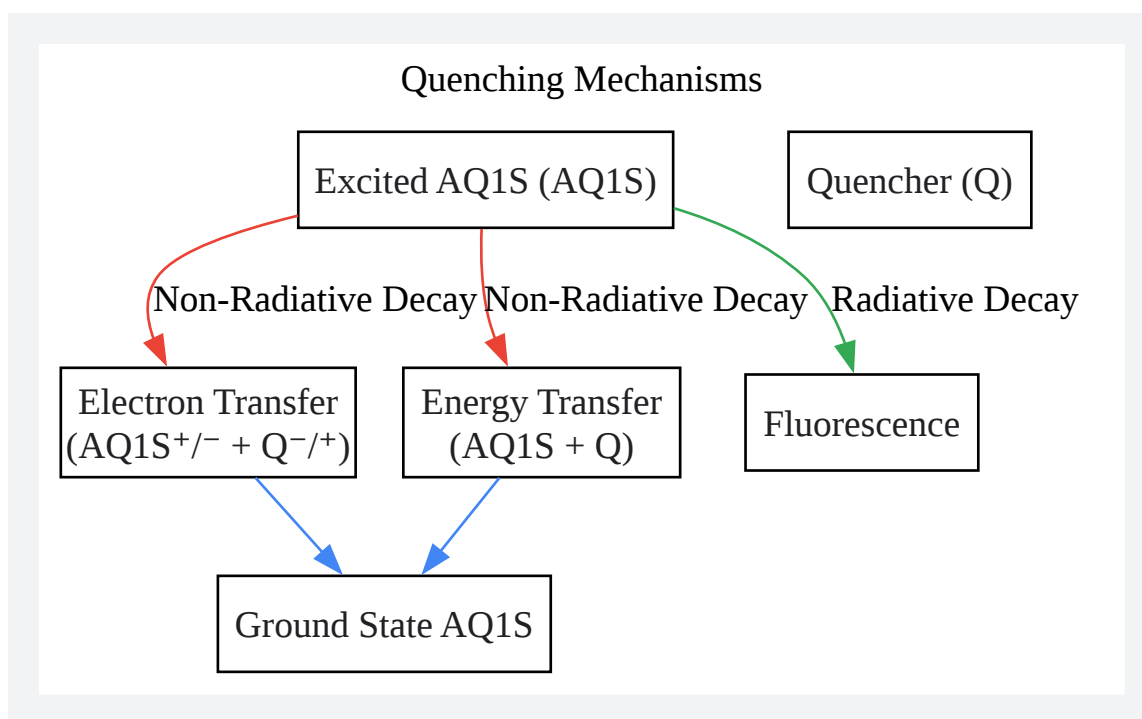 Quenching Mechanisms
Excited AQ1S (AQ1S)
Quencher (Q)
Non-Radiative Decay
Non-Radiative Decay
Radiative Decay
Electron Transfer
(AQ1S⁺/⁻ + Q⁻/⁺)
Energy Transfer
(AQ1S + Q)
Fluorescence
Ground State AQ1S